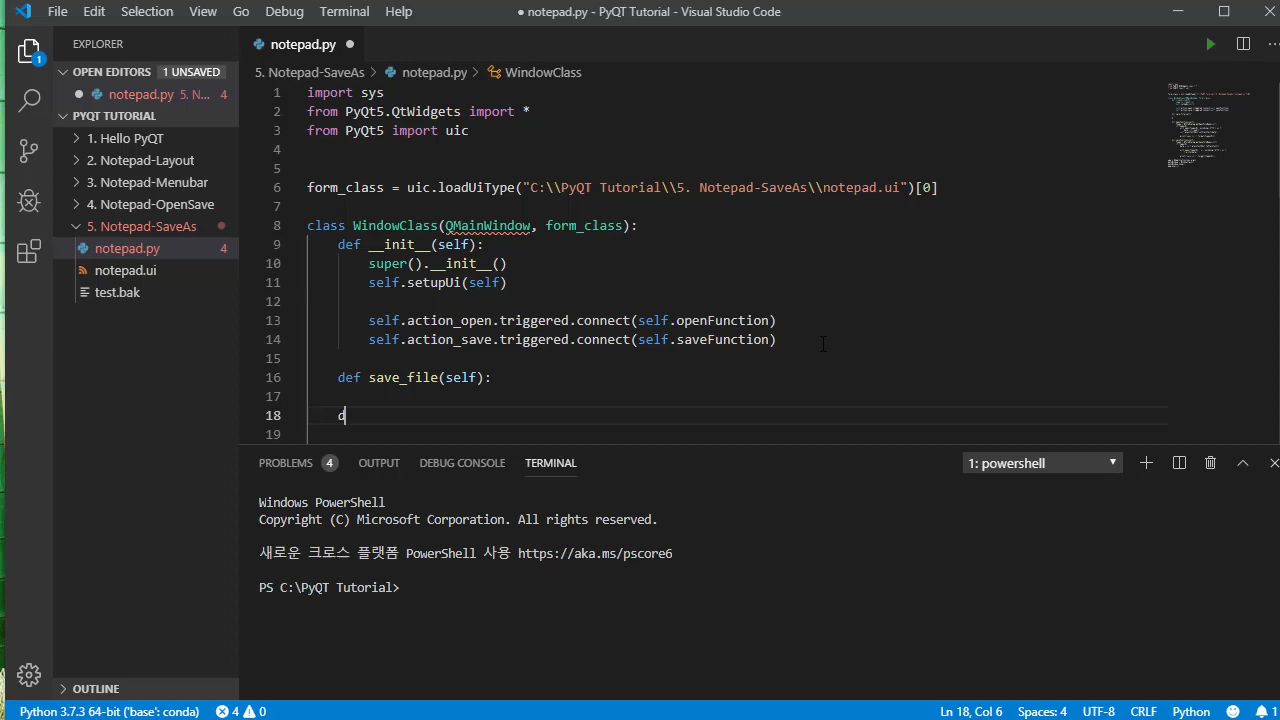 File Edit Selection View Go Debug Terminal Help
● notepad.py - PyQT Tutorial - Visual Studio Code
EXPLORER
OPEN EDITORS 1 UNSAVED
notepad.py 5. N... 4
PYQT TUTORIAL
1. Hello PyQT
2. Notepad-Layout
3. Notepad-Menubar
4. Notepad-OpenSave
5. Notepad-SaveAs
notepad.py 4
notepad.ui
test.bak
OUTLINE
1
notepad.py
5. Notepad-SaveAs > notepad.py > WindowClass
1 import sys
2 from PyQt5.QtWidgets import *
3 from PyQt5 import uic
4
5
6 form_class = uic.loadUiType("C:\\PyQT Tutorial\\5. Notepad-SaveAs\\notepad.ui")[0]
7
8 class WindowClass(QMainWindow, form_class):
9 def __init__(self):
10 super().__init__()
11 self.setupUi(self)
12
13 self.action_open.triggered.connect(self.openFunction)
14 self.action_save.triggered.connect(self.saveFunction)
15
16 def save_file(self):
17
18 d
19
PROBLEMS 4 OUTPUT DEBUG CONSOLE TERMINAL
1: powershell
Windows PowerShell
Copyright (C) Microsoft Corporation. All rights reserved.
새로운 크로스 플랫폼 PowerShell 사용 https://aka.ms/pscore6
PS C:\PyQT Tutorial>
Python 3.7.3 64-bit ('base': conda) 4 0 Ln 18, Col 6 Spaces: 4 UTF-8 CRLF Python 1